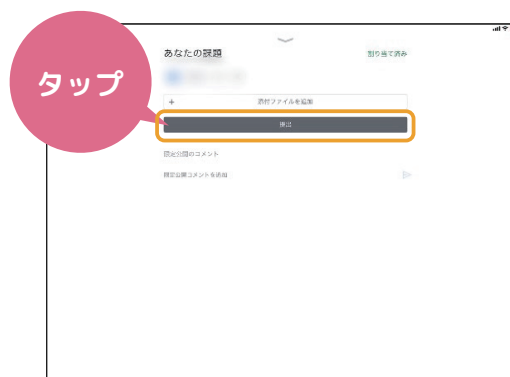 タップ
あなたの課題
割り当て済み
+ 添付ファイルを追加
提出
限定公開のコメント
限定公開コメントを追加